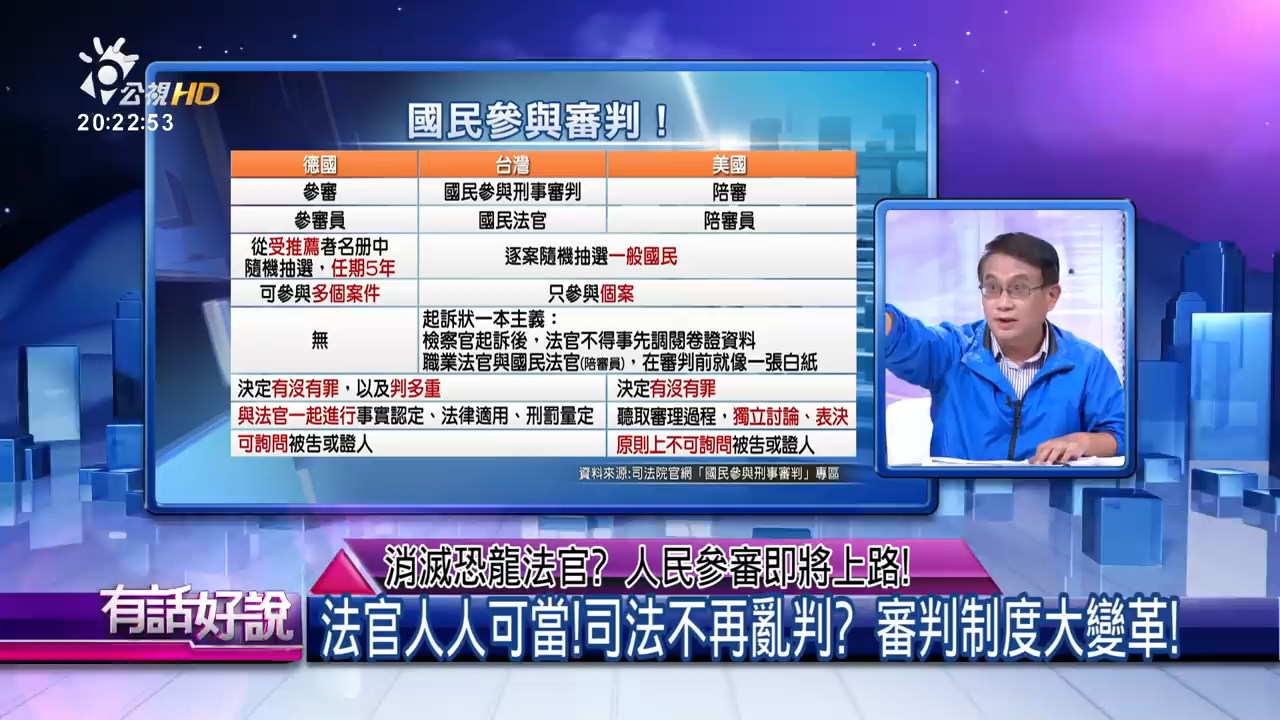 公視HD
20:22:53
國民參與審判！
德國 台灣 美國
參審 國民參與刑事審判 陪審
參審員 國民法官 陪審員
從受推薦者名册中
隨機抽選，任期5年
逐案隨機抽選一般國民
可參與多個案件 只參與個案
無
起訴狀一本主義：
檢察官起訴後，法官不得事先調閱卷證資料
職業法官與國民法官(陪審員)，在審判前就像一張白紙
決定有沒有罪，以及判多重 決定有沒有罪
與法官一起進行事實認定、法律適用、刑罰量定 聽取審理過程，獨立討論、表決
可詢問被告或證人 原則上不可詢問被告或證人
資料來源:司法院官網「國民參與刑事審判」專區
消滅恐龍法官? 人民參審即將上路!
有話好說
法官人人可當!司法不再亂判? 審判制度大變革!